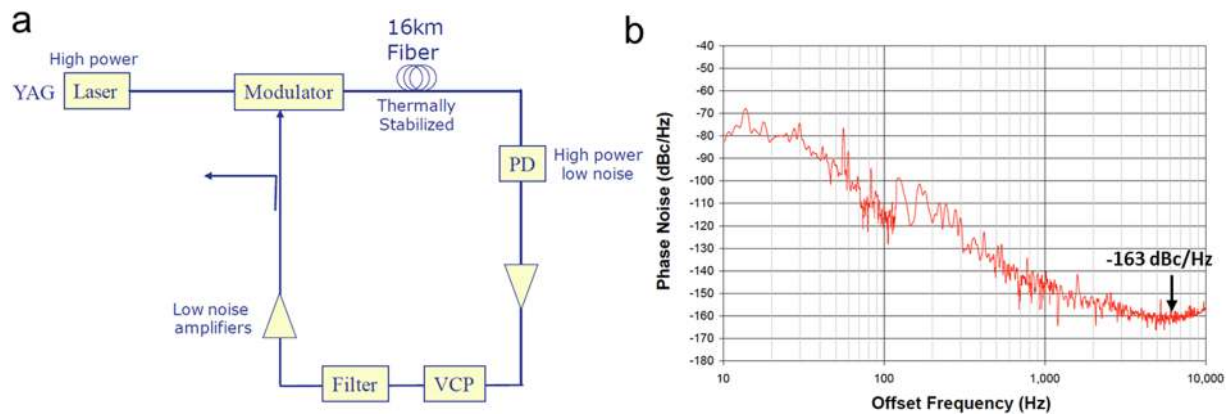 a
16km
Fiber
High power
YAG
Laser
Modulator
Thermally
Stabilized
PD
High power
low noise
Low noise
amplifiers
Filter
VCP
b
Phase Noise (dBc/Hz)
-40
-50
-60
-70
-80
-90
-100
-110
-120
-130
-140
-150
-160
-170
-180
-163 dBc/Hz
10
100
1,000
10,000
Offset Frequency (Hz)